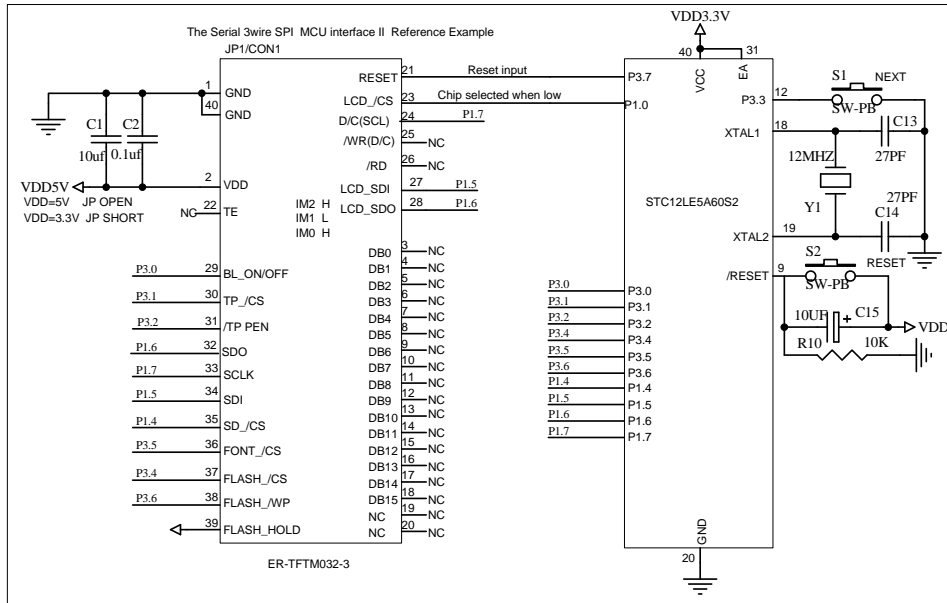 The Serial 3wire SPI MCU interface II Reference Example
JP1/CON1
1 GND
40 GND
C1 C2
10uf 0.1uf
VDD5V
2 VDD
VDD=5V JP OPEN
VDD=3.3V JP SHORT
NC 22 TE
IM2 H
IM1 L
IM0 H
P3.0 29 BL_ON/OFF
P3.1 30 TP_/CS
P3.2 31 /TP PEN
P1.6 32 SDO
P1.7 33 SCLK
P1.5 34 SDI
P1.4 35 SD_/CS
P3.5 36 FONT_/CS
P3.4 37 FLASH_/CS
P3.6 38 FLASH_/WP
39 FLASH_HOLD
RESET 21 Reset input P3.7
LCD_/CS 23 Chip selected when low P1.0
D/C(SCL) 24 P1.7
/WR(D/C) 25 NC
/RD 26 NC
LCD_SDI 27 P1.5
LCD_SDO 28 P1.6
DB0 3 NC
DB1 4 NC
DB2 5 NC
DB3 6 NC
DB4 7 NC
DB5 8 NC
DB6 9 NC
DB7 10 NC
DB8 11 NC
DB9 12 NC
DB10 13 NC
DB11 14 NC
DB12 15 NC
DB13 16 NC
DB14 17 NC
DB15 18 NC
NC 19 NC
NC 20 NC
ER-TFTM032-3
VDD3.3V
40 31
VCC EA
STC12LE5A60S2
P3.0 P3.0
P3.1 P3.1
P3.2 P3.2
P3.4 P3.4
P3.5 P3.5
P3.6 P3.6
P1.4 P1.4
P1.5 P1.5
P1.6 P1.6
P1.7 P1.7
GND
20
S1 NEXT
P3.3 12 SW-PB
XTAL1 18 C13
12MHZ 27PF
Y1
27PF
C14
XTAL2 19
RESET
S2
/RESET 9 SW-PB
10UF + C15 VDD
R10 10K